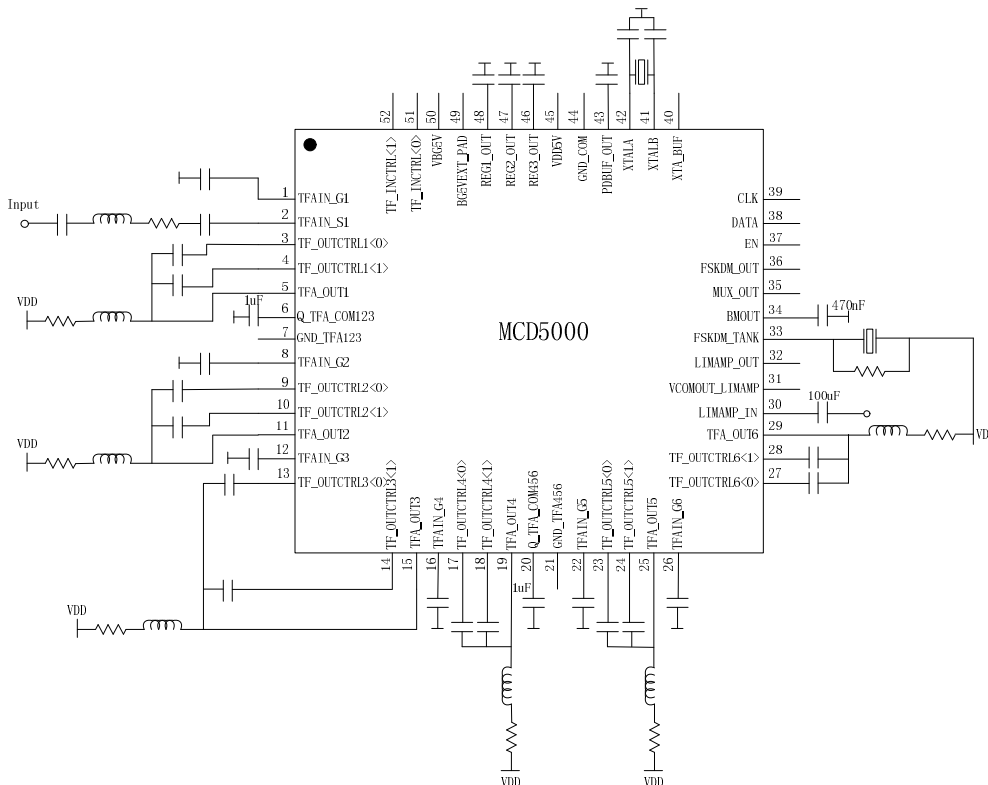 52
51
50
49
48
47
46
45
44
43
42
41
40
TF_INCTRL<1>
TF_INCTRL<0>
VBG5V
BG5VEXT_PAD
REG1_OUT
REG2_OUT
REG3_OUT
VDD5V
GND_COM
PDBUF_OUT
XTALA
XTALB
XTA_BUF
Input
1 TFAIN_G1
2 TFAIN_S1
3 TF_OUTCTRL1<0>
4 TF_OUTCTRL1<1>
5 TFA_OUT1
VDD
1uF
6 Q_TFA_COM123
7 GND_TFA123
8 TFAIN_G2
9 TF_OUTCTRL2<0>
10 TF_OUTCTRL2<1>
11 TFA_OUT2
VDD
12 TFAIN_G3
13 TF_OUTCTRL3<0>
MCD5000
CLK 39
DATA 38
EN 37
FSKDM_OUT 36
MUX_OUT 35
BMOUT 34
470nF
FSKDM_TANK 33
LIMAMP_OUT 32
VCOMOUT_LIMAMP 31
100uF
LIMAMP_IN 30
TFA_OUT6 29
VD
TF_OUTCTRL6<1> 28
TF_OUTCTRL6<0> 27
TF_OUTCTRL3<1>
TFA_OUT3
TFAIN_G4
TF_OUTCTRL4<0>
TF_OUTCTRL4<1>
TFA_OUT4
Q_TFA_COM456
GND_TFA456
TFAIN_G5
TF_OUTCTRL5<0>
TF_OUTCTRL5<1>
TFA_OUT5
TFAIN_G6
14
15
16
17
18
19
20
21
22
23
24
25
26
1uF
VDD
VDD
VDD